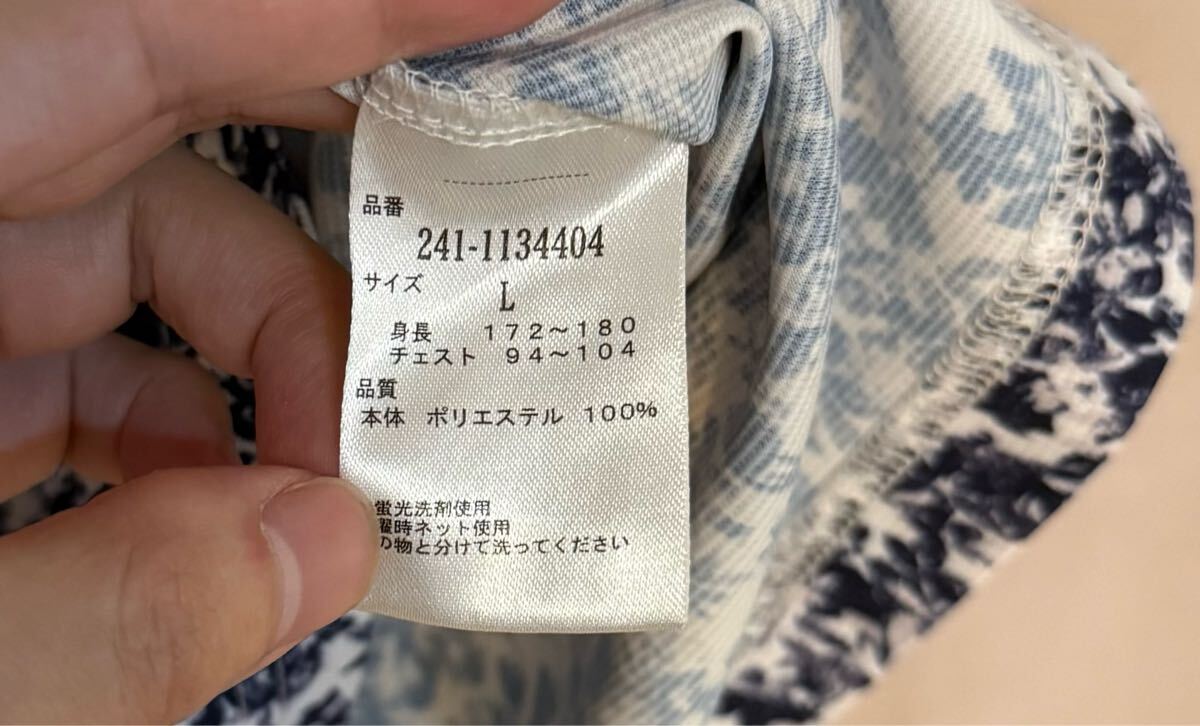 品番
241-1134404
サイズ
L
身長 172〜180
チェスト 94〜104
品質
本体 ポリエステル 100%
蛍光洗剤使用
濯時ネット使用
の物と分けて洗ってください